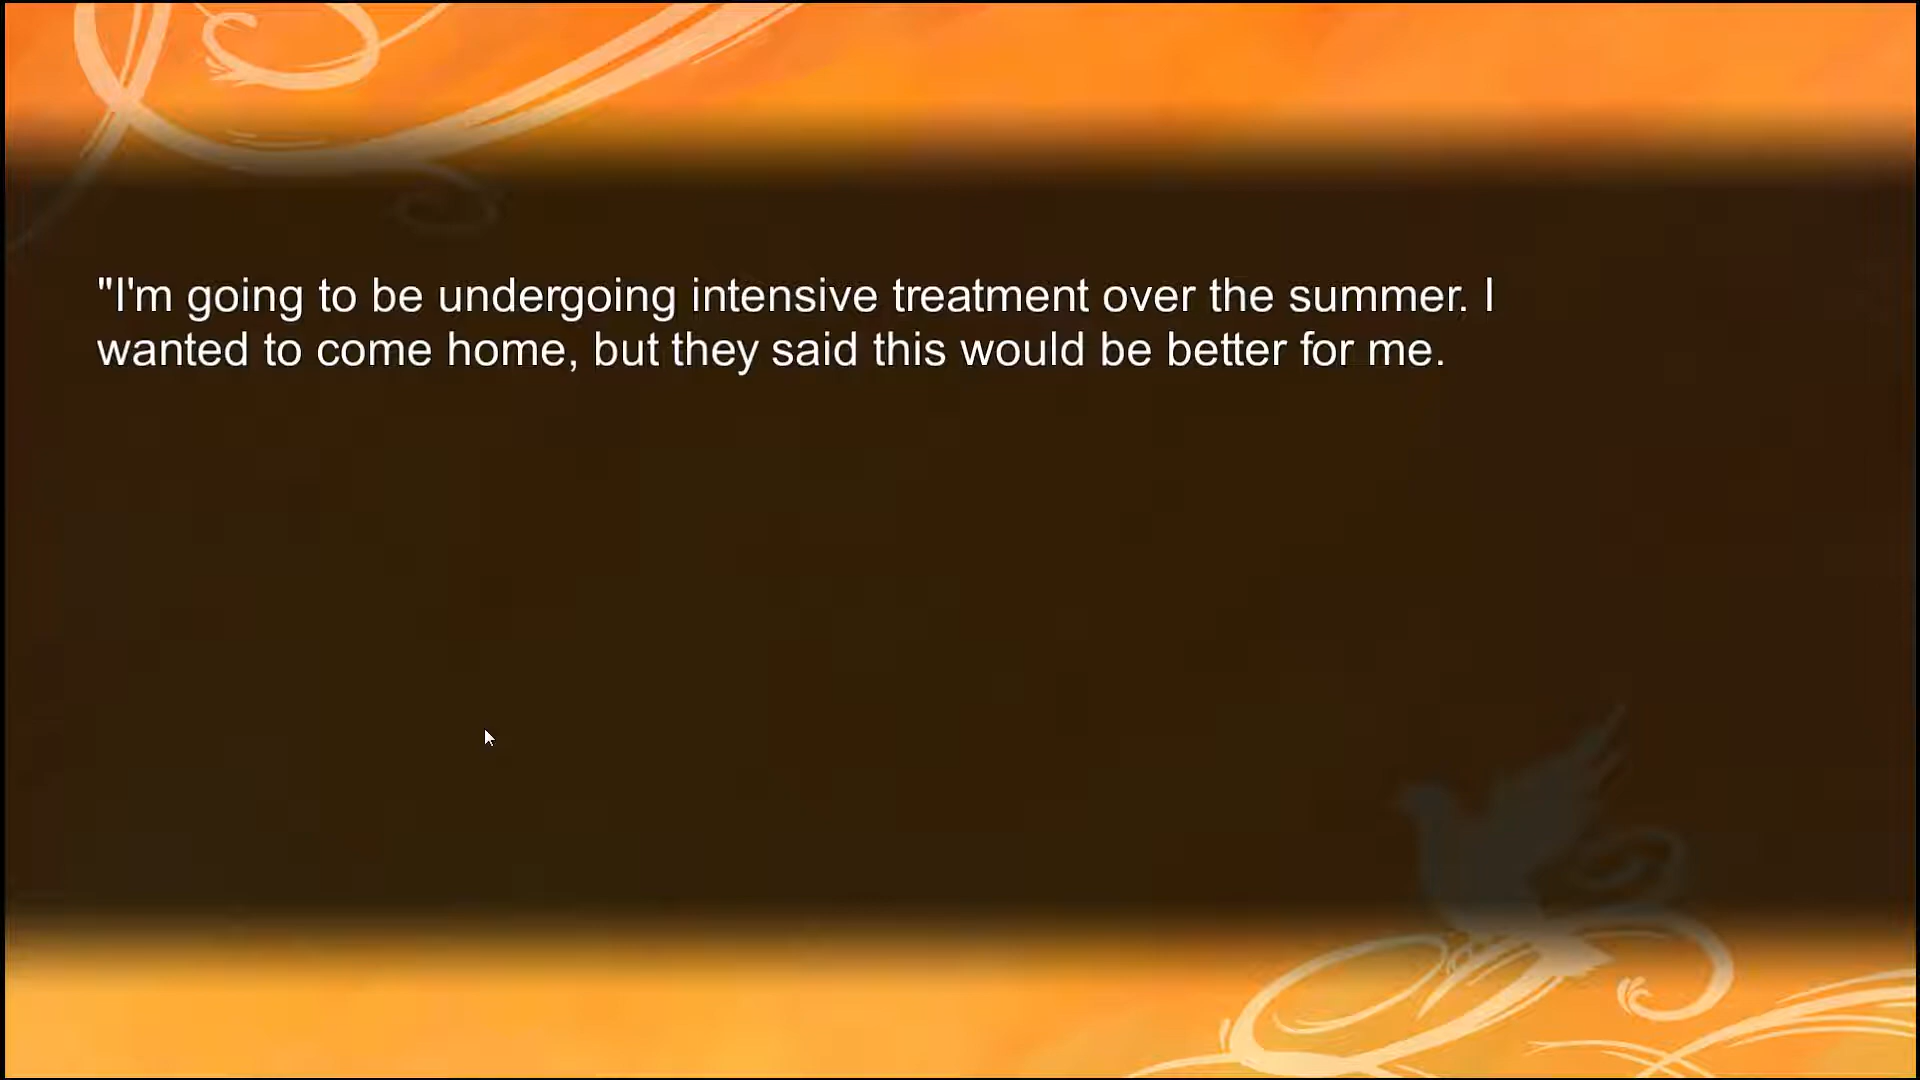 "I'm going to be undergoing intensive treatment over the summer. I
wanted to come home, but they said this would be better for me.